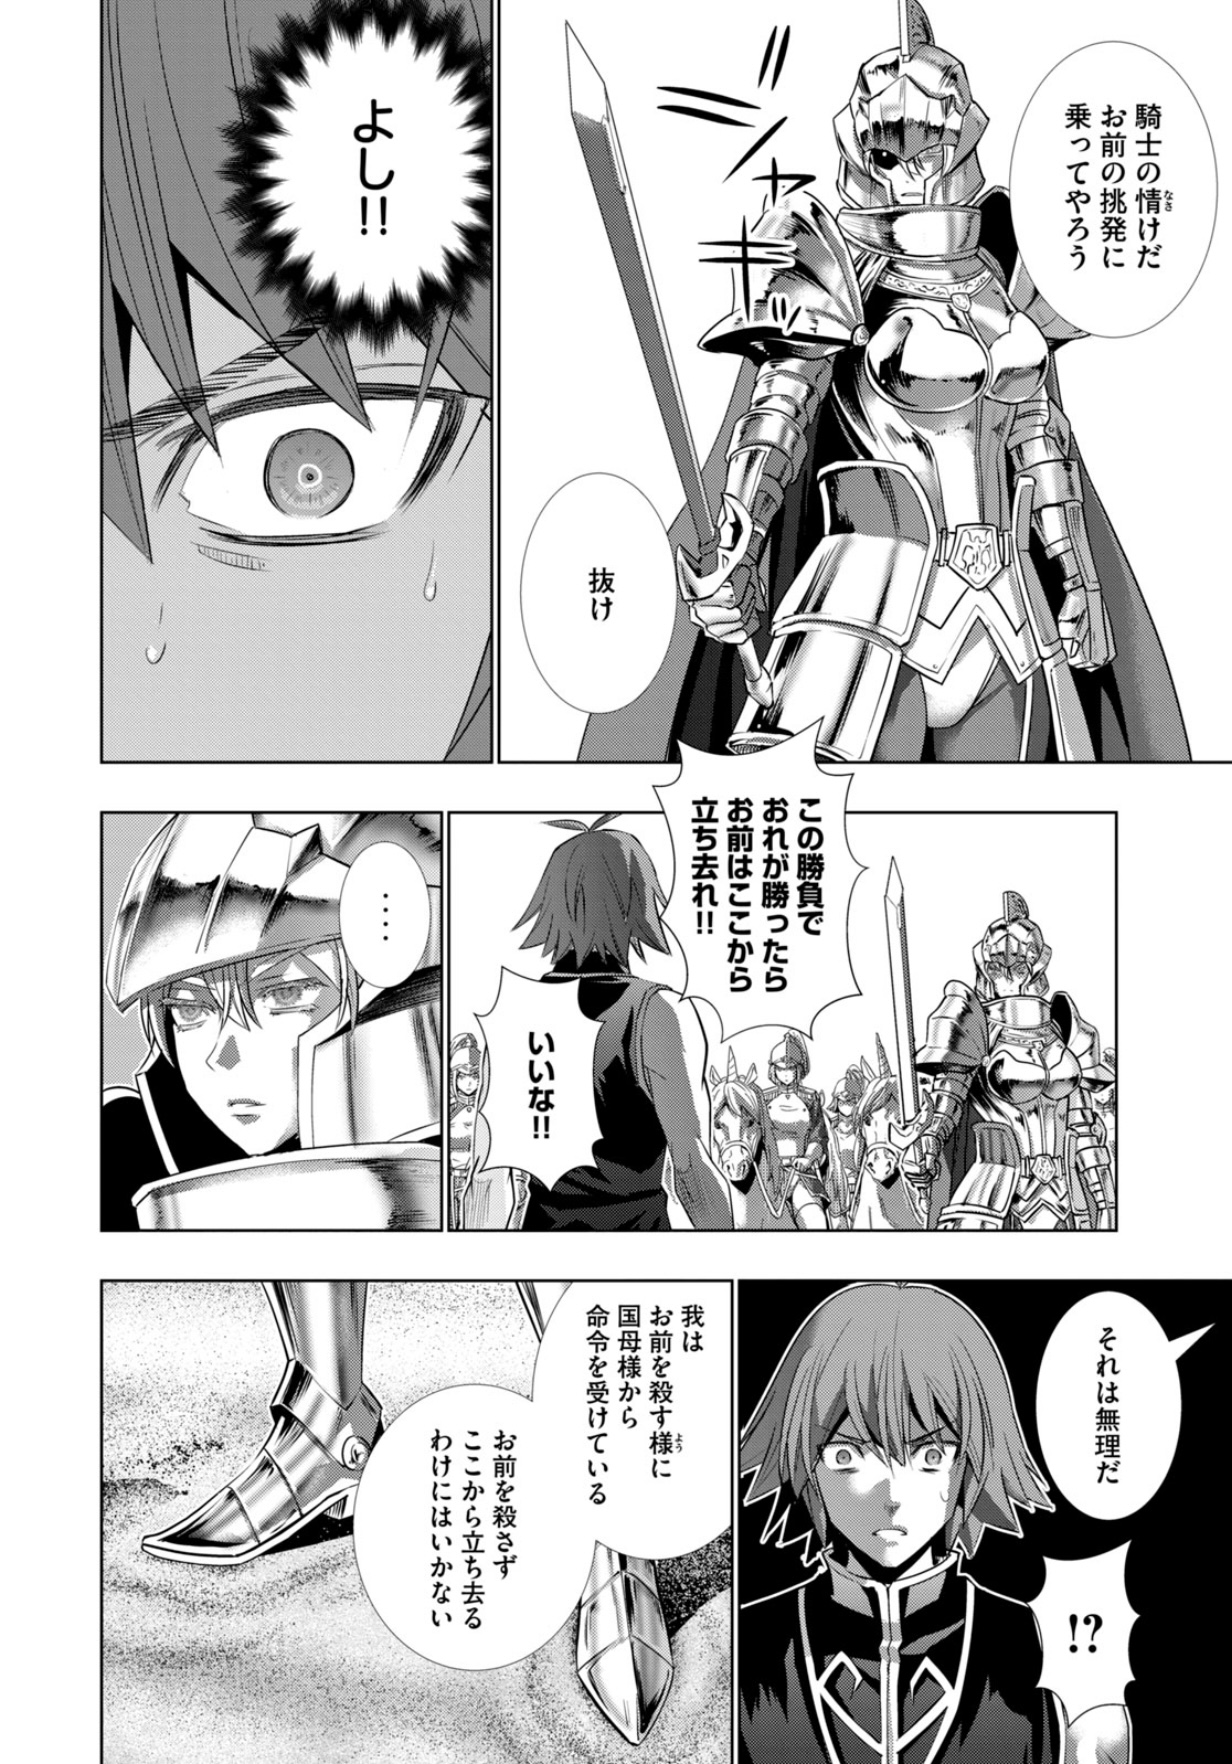 騎士の情けだ
お前の挑発に
乗ってやろう
ヒャキィッ
抜け
よし!!
この勝負で
おれが勝ったら
お前はここから
立ち去れ!!
いいな!!
・・・・
それは無理だ
!?
我は
お前を殺す様に
国母様から
命令を受けている
お前を殺さず
ここから立ち去る
わけにはいかない